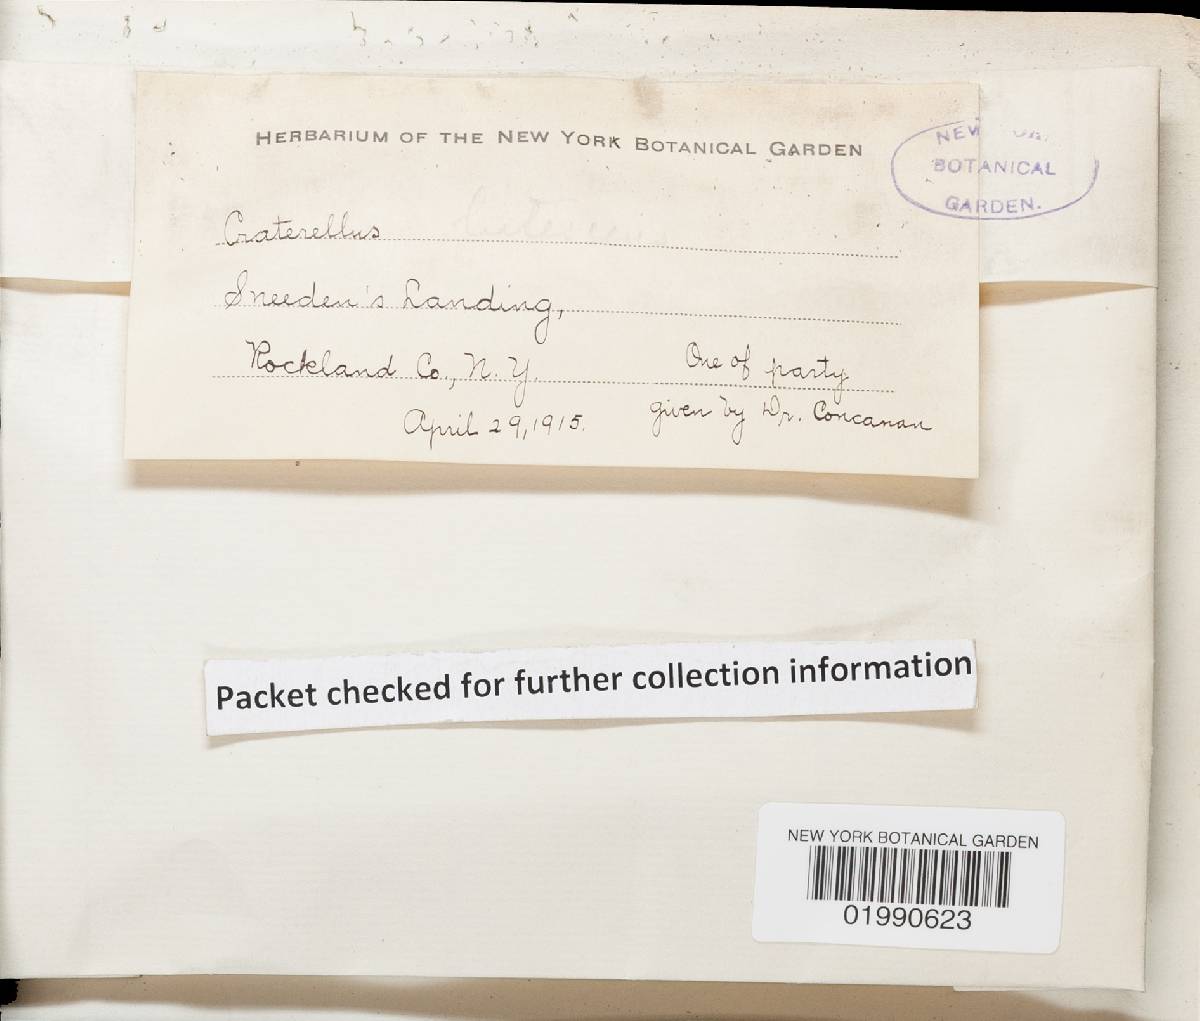 HERBARIUM OF THE NEW YORK BOTANICAL GARDEN
NEW
BOTANICAL
GARDEN.
Craterellus
Sneeden's Landing,
Rockland Co., N. Y.
One of party
given by Dr. Concanan
April 29, 1915.
Packet checked for further collection information
NEW YORK BOTANICAL GARDEN
01990623